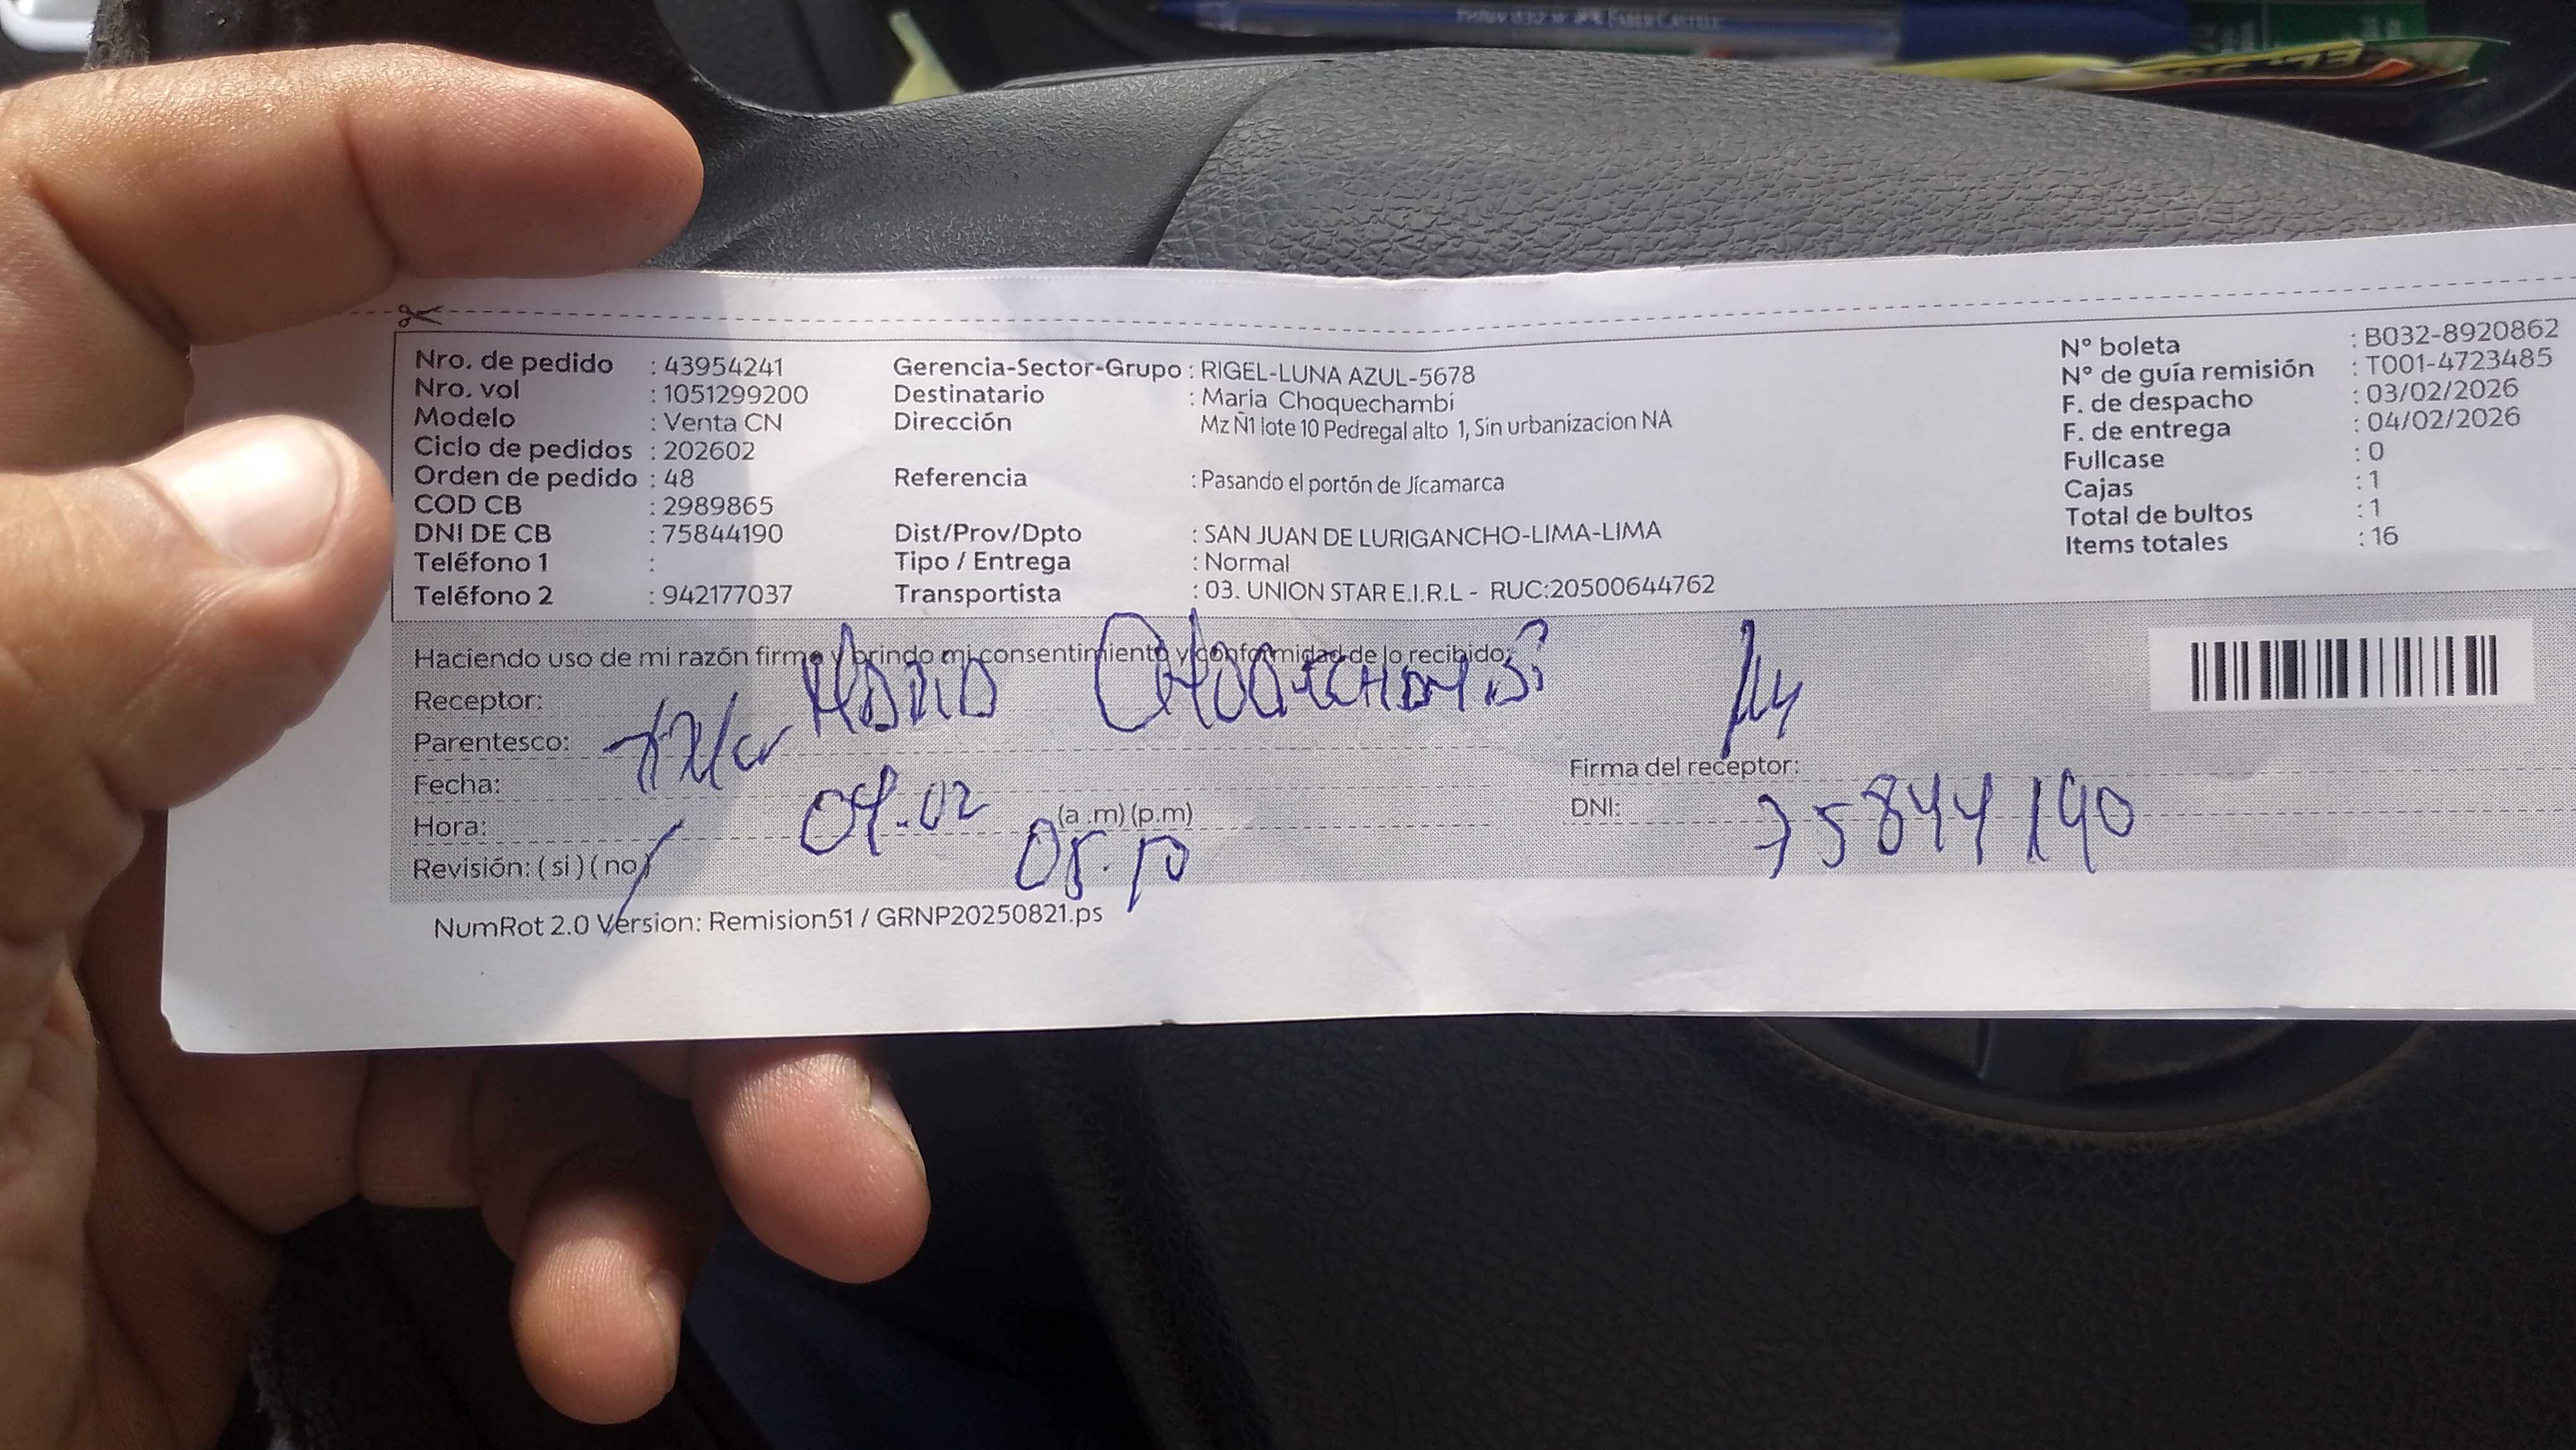 FABER CASTELL
Nro. de pedido : 43954241
Nro. vol : 1051299200
Modelo : Venta CN
Ciclo de pedidos : 202602
Orden de pedido : 48
COD CB : 2989865
DNI DE CB : 75844190
Teléfono 1 :
Teléfono 2 : 942177037
Gerencia-Sector-Grupo : RIGEL-LUNA AZUL-5678
Destinatario : Maria Choquechambi
Dirección Mz Ñ1 lote 10 Pedregal alto 1, Sin urbanizacion NA
Referencia : Pasando el portón de Jícamarca
Dist/Prov/Dpto : SAN JUAN DE LURIGANCHO-LIMA-LIMA
Tipo / Entrega : Normal
Transportista : 03. UNION STAR E.I.R.L - RUC:20500644762
N° boleta : B032-8920862
N° de guía remisión : T001-4723485
F. de despacho : 03/02/2026
F. de entrega : 04/02/2026
Fullcase : 0
Cajas : 1
Total de bultos : 1
Items totales : 16
Haciendo uso de mi razón firmo y brindo mi consentimiento y conformidad de lo recibido:
Receptor: Maria Choquechambi
Parentesco:
Fecha: 04.02
Hora: (a .m) (p.m) 05.10
Revisión: ( si ) ( no )
Firma del receptor:
DNI: 75844190
NumRot 2.0 Version: Remision51 / GRNP20250821.ps